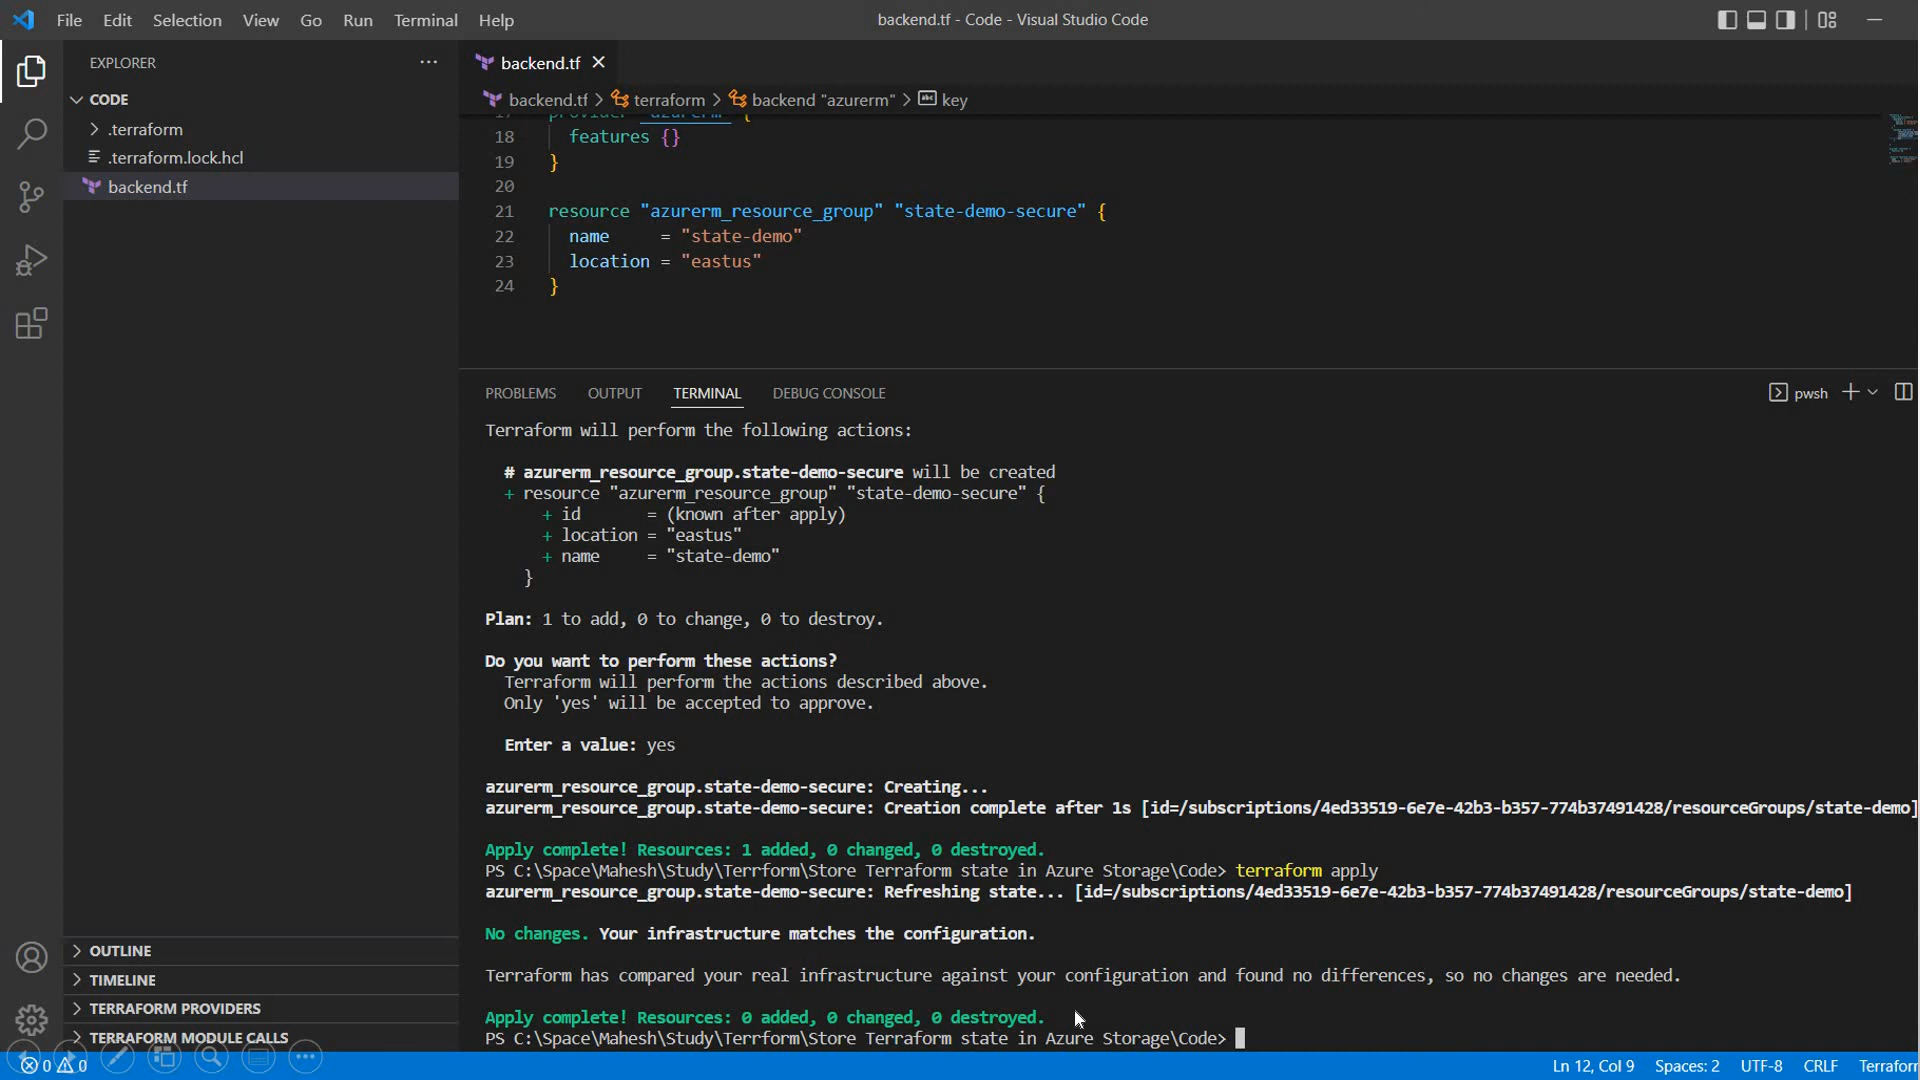 File Edit Selection View Go Run Terminal Help
backend.tf - Code - Visual Studio Code
EXPLORER
CODE
.terraform
.terraform.lock.hcl
backend.tf
OUTLINE
TIMELINE
TERRAFORM PROVIDERS
TERRAFORM MODULE CALLS
backend.tf
backend.tf > terraform > backend "azurerm" > abc key
17 provider "azurerm" {
18 features {}
19 }
20
21 resource "azurerm_resource_group" "state-demo-secure" {
22 name     = "state-demo"
23 location = "eastus"
24 }
PROBLEMS OUTPUT TERMINAL DEBUG CONSOLE
pwsh
Terraform will perform the following actions:
# azurerm_resource_group.state-demo-secure will be created
+ resource "azurerm_resource_group" "state-demo-secure" {
+ id       = (known after apply)
+ location = "eastus"
+ name     = "state-demo"
}
Plan: 1 to add, 0 to change, 0 to destroy.
Do you want to perform these actions?
Terraform will perform the actions described above.
Only 'yes' will be accepted to approve.
Enter a value: yes
azurerm_resource_group.state-demo-secure: Creating...
azurerm_resource_group.state-demo-secure: Creation complete after 1s [id=/subscriptions/4ed33519-6e7e-42b3-b357-774b37491428/resourceGroups/state-demo]
Apply complete! Resources: 1 added, 0 changed, 0 destroyed.
PS C:\Space\Mahesh\Study\Terrform\Store Terraform state in Azure Storage\Code> terraform apply
azurerm_resource_group.state-demo-secure: Refreshing state... [id=/subscriptions/4ed33519-6e7e-42b3-b357-774b37491428/resourceGroups/state-demo]
No changes. Your infrastructure matches the configuration.
Terraform has compared your real infrastructure against your configuration and found no differences, so no changes are needed.
Apply complete! Resources: 0 added, 0 changed, 0 destroyed.
PS C:\Space\Mahesh\Study\Terrform\Store Terraform state in Azure Storage\Code>
0 0
Ln 12, Col 9 Spaces: 2 UTF-8 CRLF Terraform